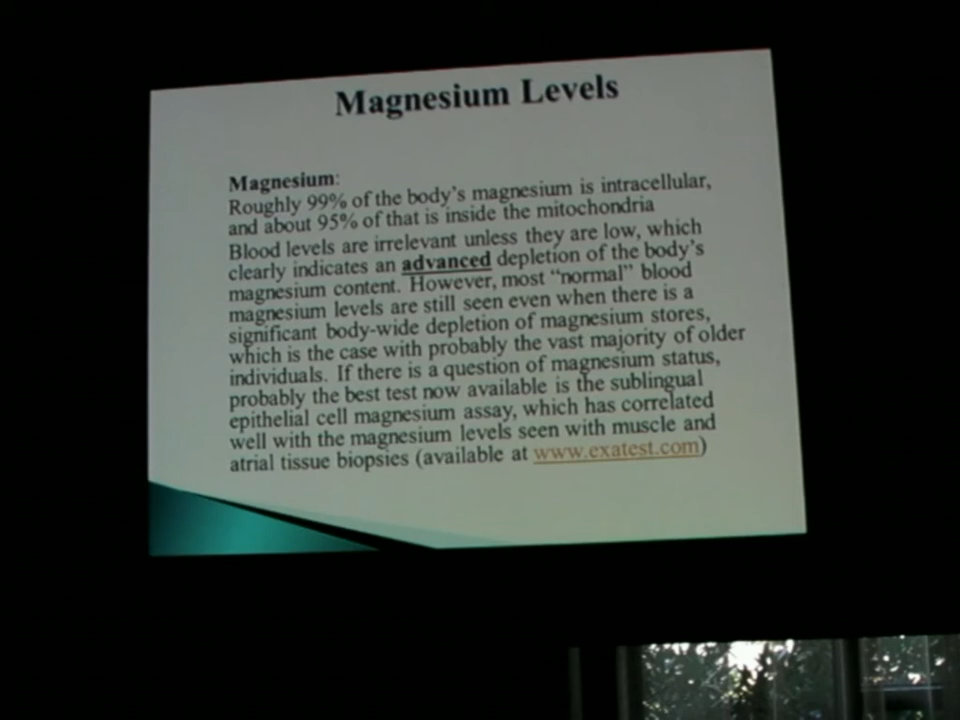 Magnesium Levels
Magnesium:
Roughly 99% of the body's magnesium is intracellular,
and about 95% of that is inside the mitochondria
Blood levels are irrelevant unless they are low, which
clearly indicates an advanced depletion of the body's
magnesium content. However, most “normal” blood
magnesium levels are still seen even when there is a
significant body-wide depletion of magnesium stores,
which is the case with probably the vast majority of older
individuals. If there is a question of magnesium status,
probably the best test now available is the sublingual
epithelial cell magnesium assay, which has correlated
well with the magnesium levels seen with muscle and
atrial tissue biopsies (available at www.exatest.com)